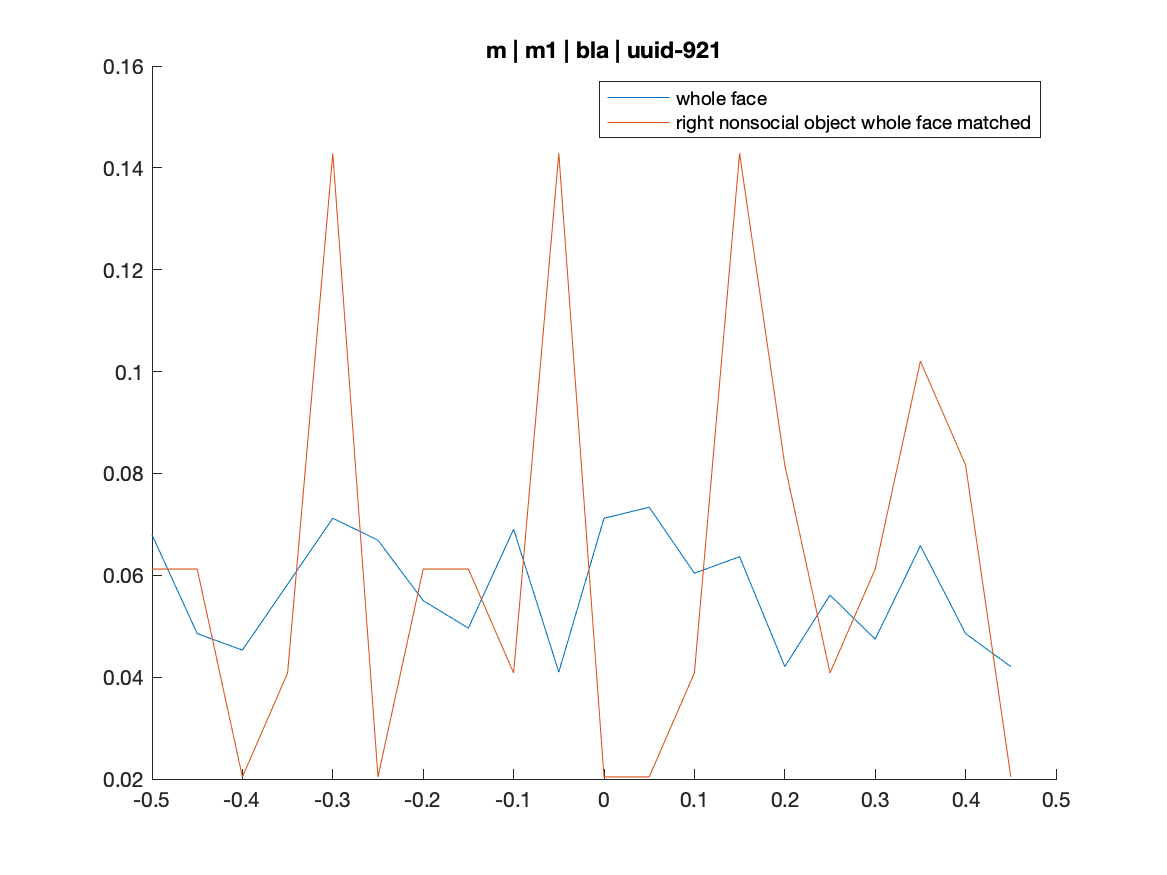 m | m1 | bla | uuid-921
0.16
whole face
right nonsocial object whole face matched
0.14
0.12
0.1
0.08
0.06
0.04
0.02
-0.5 -0.4 -0.3 -0.2 -0.1 0 0.1 0.2 0.3 0.4 0.5